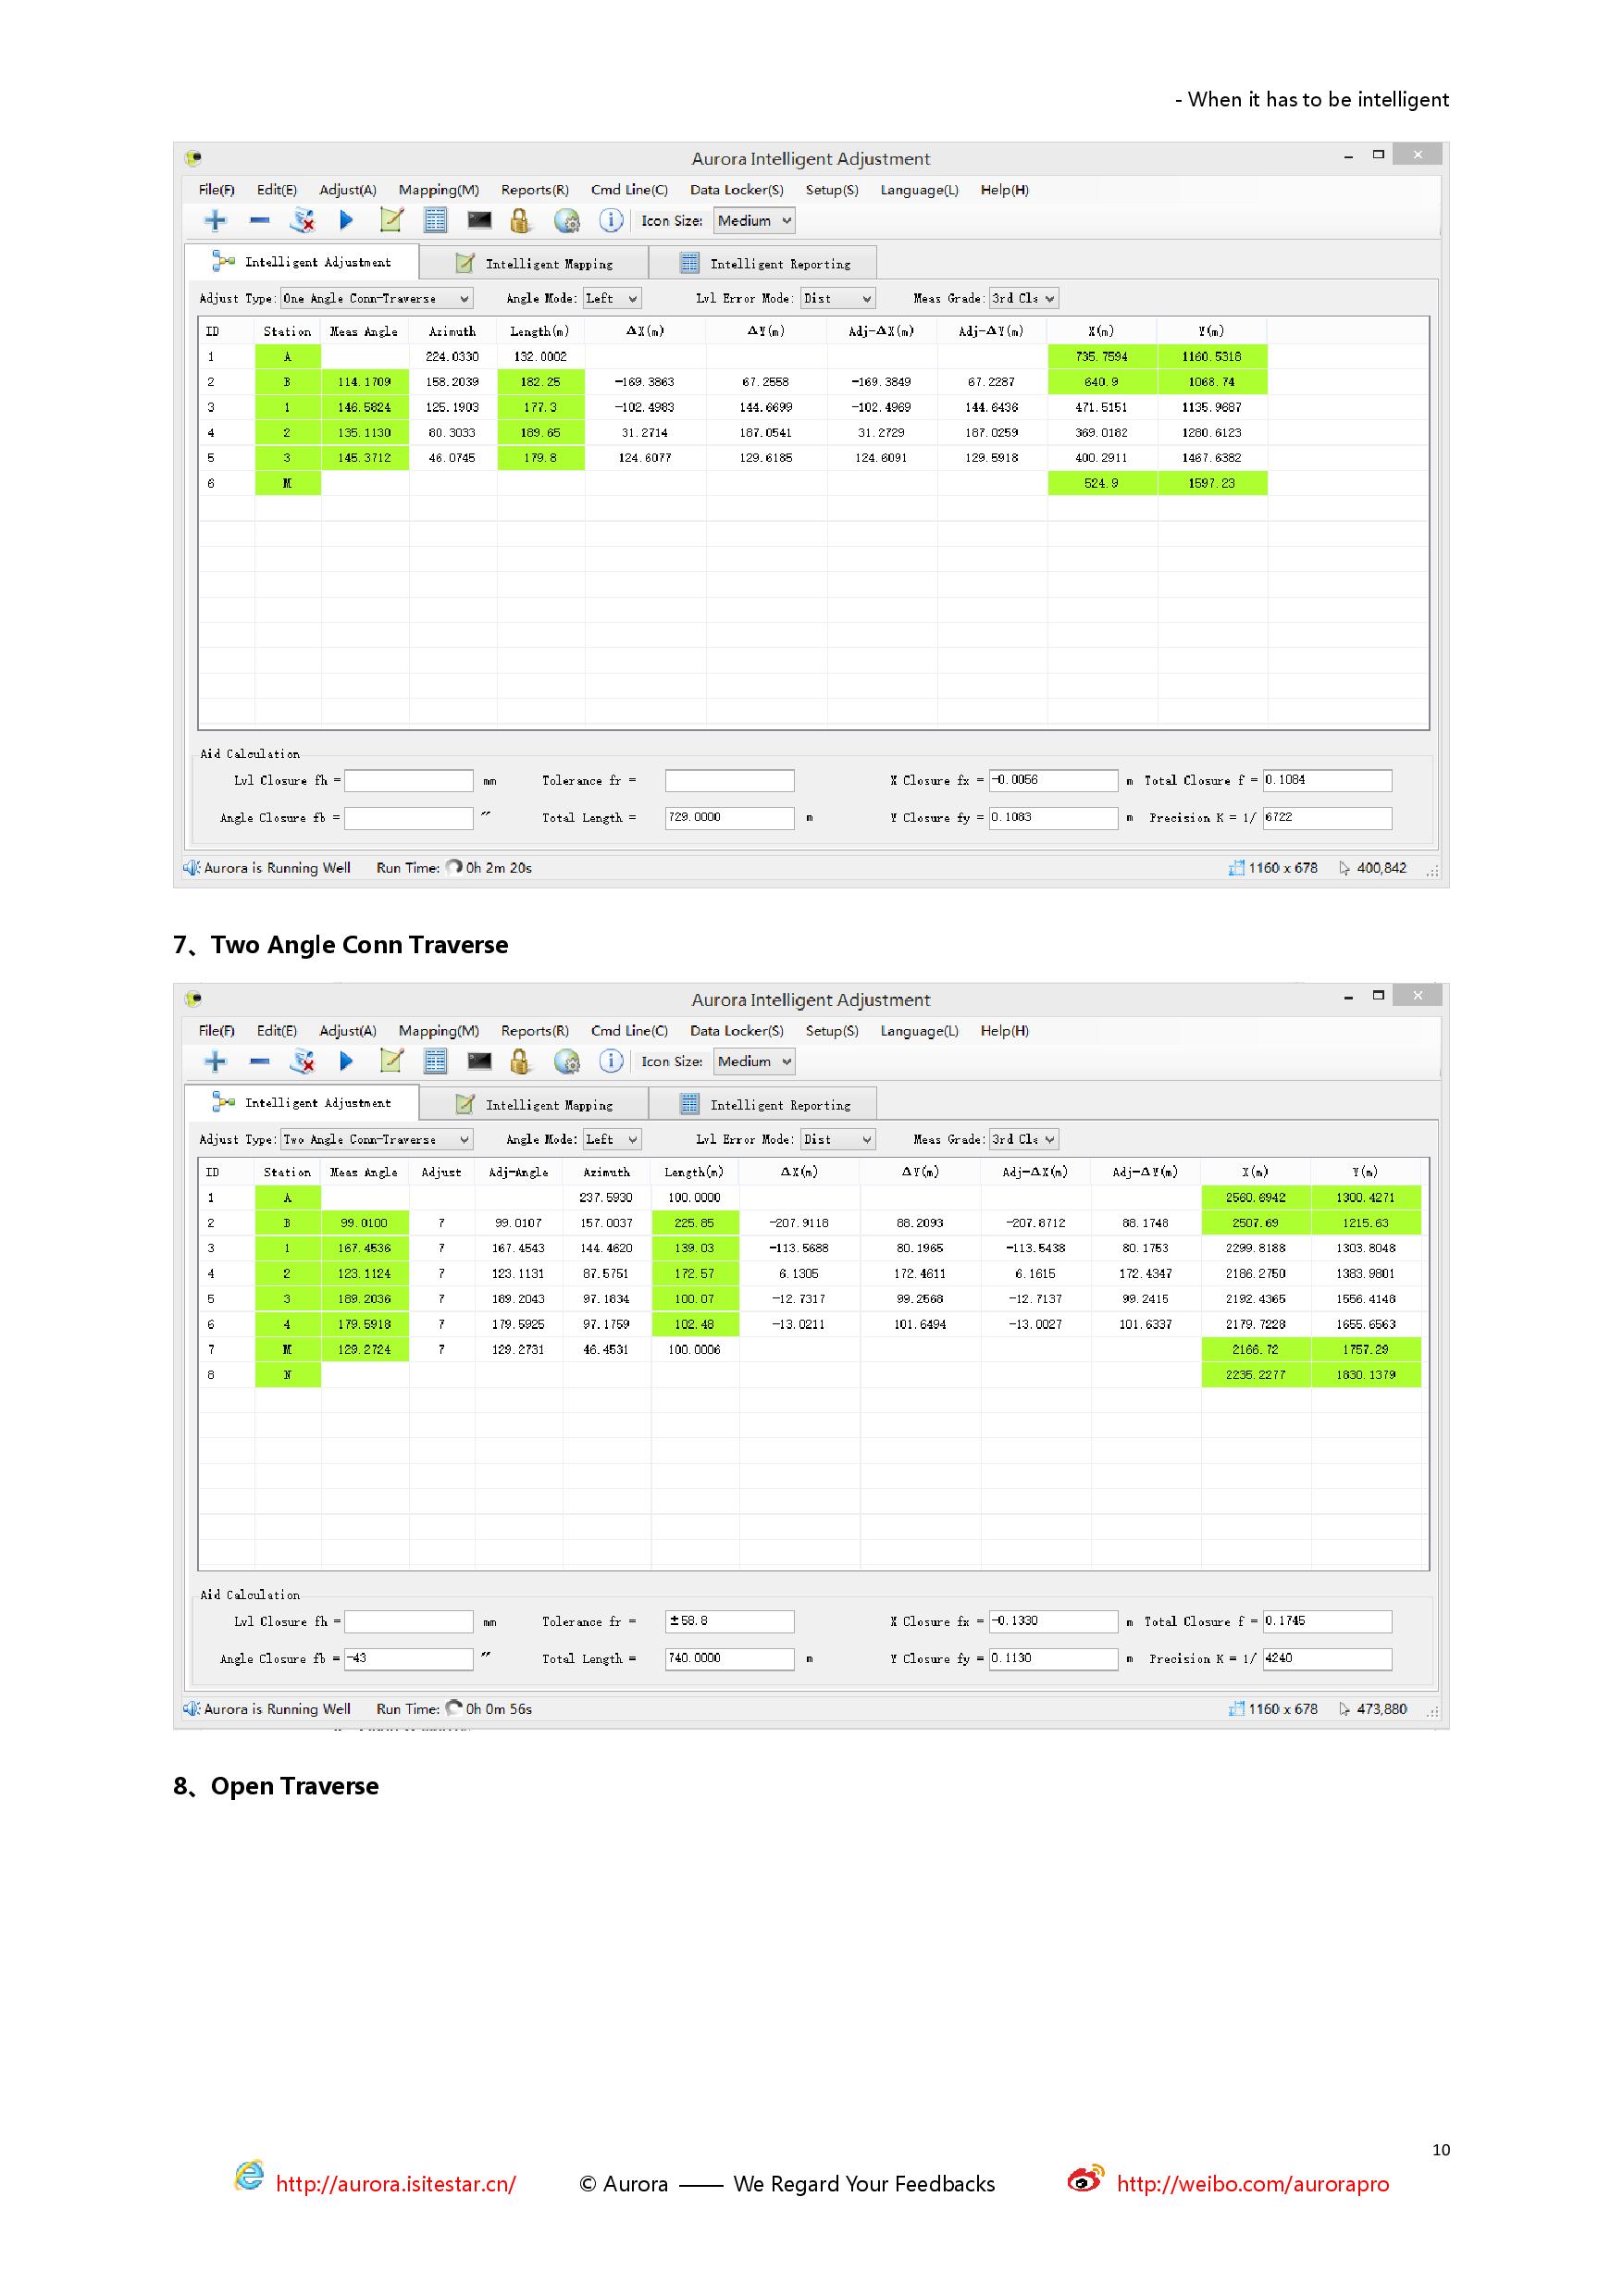 - When it has to be intelligent
Aurora Intelligent Adjustment
File(F) Edit(E) Adjust(A) Mapping(M) Reports(R) Cmd Line(C) Data Locker(S) Setup(S) Language(L) Help(H)
Icon Size: Medium
Intelligent Adjustment Intelligent Mapping Intelligent Reporting
Adjust Type: One Angle Conn-Traverse Angle Mode: Left Lvl Error Mode: Dist Meas Grade: 3rd Cls
ID Station Meas Angle Azimuth Length(m) ΔX(m) ΔY(m) Adj-ΔX(m) Adj-ΔY(m) X(m) Y(m)
1 A 224.0330 132.0002 735.7594 1160.5318
2 B 114.1709 158.2039 182.25 -169.3863 67.2558 -169.3849 67.2287 640.9 1068.74
3 1 146.5824 125.1903 177.3 -102.4983 144.6699 -102.4969 144.6436 471.5151 1135.9687
4 2 135.1130 80.3033 189.65 31.2714 187.0541 31.2729 187.0259 369.0182 1280.6123
5 3 145.3712 46.0745 179.8 124.6077 129.6185 124.6091 129.5918 400.2911 1467.6382
6 M 524.9 1597.23
Aid Calculation
Lvl Closure fh = mm Tolerance fr = X Closure fx = -0.0056 m Total Closure f = 0.1084
Angle Closure fb = ″ Total Length = 729.0000 m Y Closure fy = 0.1083 m Precision K = 1/ 6722
Aurora is Running Well Run Time: 0h 2m 20s 1160 x 678 400,842
7、Two Angle Conn Traverse
Aurora Intelligent Adjustment
File(F) Edit(E) Adjust(A) Mapping(M) Reports(R) Cmd Line(C) Data Locker(S) Setup(S) Language(L) Help(H)
Icon Size: Medium
Intelligent Adjustment Intelligent Mapping Intelligent Reporting
Adjust Type: Two Angle Conn-Traverse Angle Mode: Left Lvl Error Mode: Dist Meas Grade: 3rd Cls
ID Station Meas Angle Adjust Adj-Angle Azimuth Length(m) ΔX(m) ΔY(m) Adj-ΔX(m) Adj-ΔY(m) X(m) Y(m)
1 A 237.5930 100.0000 2560.6942 1300.4271
2 B 99.0100 7 99.0107 157.0037 225.85 -207.9118 88.2093 -207.8712 88.1748 2507.69 1215.63
3 1 167.4536 7 167.4543 144.4620 139.03 -113.5688 80.1965 -113.5438 80.1753 2299.8188 1303.8048
4 2 123.1124 7 123.1131 87.5751 172.57 6.1305 172.4611 6.1615 172.4347 2186.2750 1383.9801
5 3 189.2036 7 189.2043 97.1834 100.07 -12.7317 99.2568 -12.7137 99.2415 2192.4365 1556.4148
6 4 179.5918 7 179.5925 97.1759 102.48 -13.0211 101.6494 -13.0027 101.6337 2179.7228 1655.6563
7 M 129.2724 7 129.2731 46.4531 100.0006 2166.72 1757.29
8 N 2235.2277 1830.1379
Aid Calculation
Lvl Closure fh = mm Tolerance fr = ±58.8 X Closure fx = -0.1330 m Total Closure f = 0.1745
Angle Closure fb = -43 ″ Total Length = 740.0000 m Y Closure fy = 0.1130 m Precision K = 1/ 4240
Aurora is Running Well Run Time: 0h 0m 56s 1160 x 678 473,880
8、Open Traverse
10
http://aurora.isitestar.cn/ © Aurora —— We Regard Your Feedbacks http://weibo.com/aurorapro